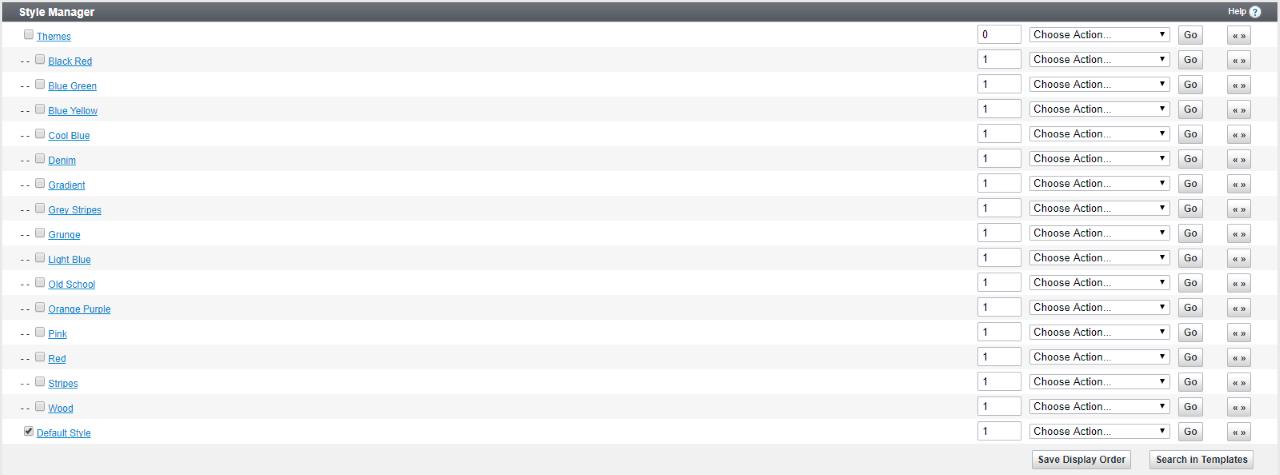 Style Manager Help ?
Themes 0 Choose Action... Go « »
- - Black Red 1 Choose Action... Go « »
- - Blue Green 1 Choose Action... Go « »
- - Blue Yellow 1 Choose Action... Go « »
- - Cool Blue 1 Choose Action... Go « »
- - Denim 1 Choose Action... Go « »
- - Gradient 1 Choose Action... Go « »
- - Grey Stripes 1 Choose Action... Go « »
- - Grunge 1 Choose Action... Go « »
- - Light Blue 1 Choose Action... Go « »
- - Old School 1 Choose Action... Go « »
- - Orange Purple 1 Choose Action... Go « »
- - Pink 1 Choose Action... Go « »
- - Red 1 Choose Action... Go « »
- - Stripes 1 Choose Action... Go « »
- - Wood 1 Choose Action... Go « »
Default Style 1 Choose Action... Go « »
Save Display Order Search in Templates